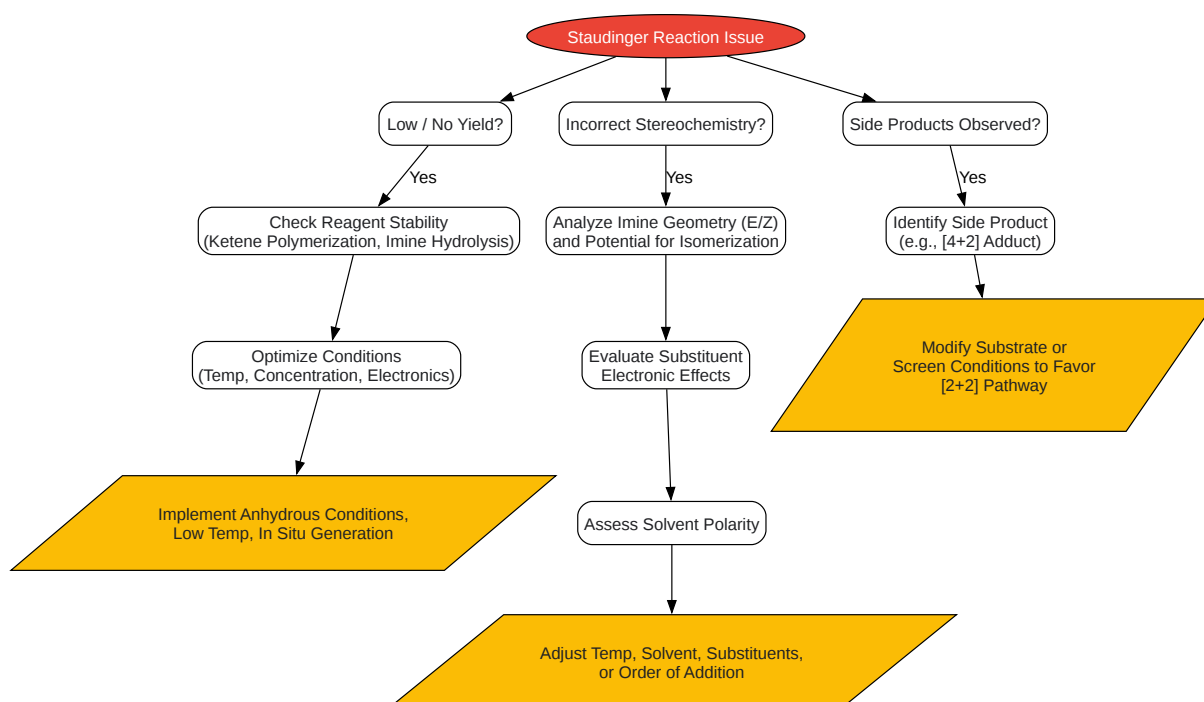 Staudinger Reaction Issue
Low / No Yield?
Incorrect Stereochemistry?
Side Products Observed?
Yes
Yes
Yes
Check Reagent Stability
(Ketene Polymerization, Imine Hydrolysis)
Analyze Imine Geometry (E/Z)
and Potential for Isomerization
Identify Side Product
(e.g., [4+2] Adduct)
Optimize Conditions
(Temp, Concentration, Electronics)
Evaluate Substituent
Electronic Effects
Modify Substrate or
Screen Conditions to Favor
[2+2] Pathway
Implement Anhydrous Conditions,
Low Temp, In Situ Generation
Assess Solvent Polarity
Adjust Temp, Solvent, Substituents,
or Order of Addition